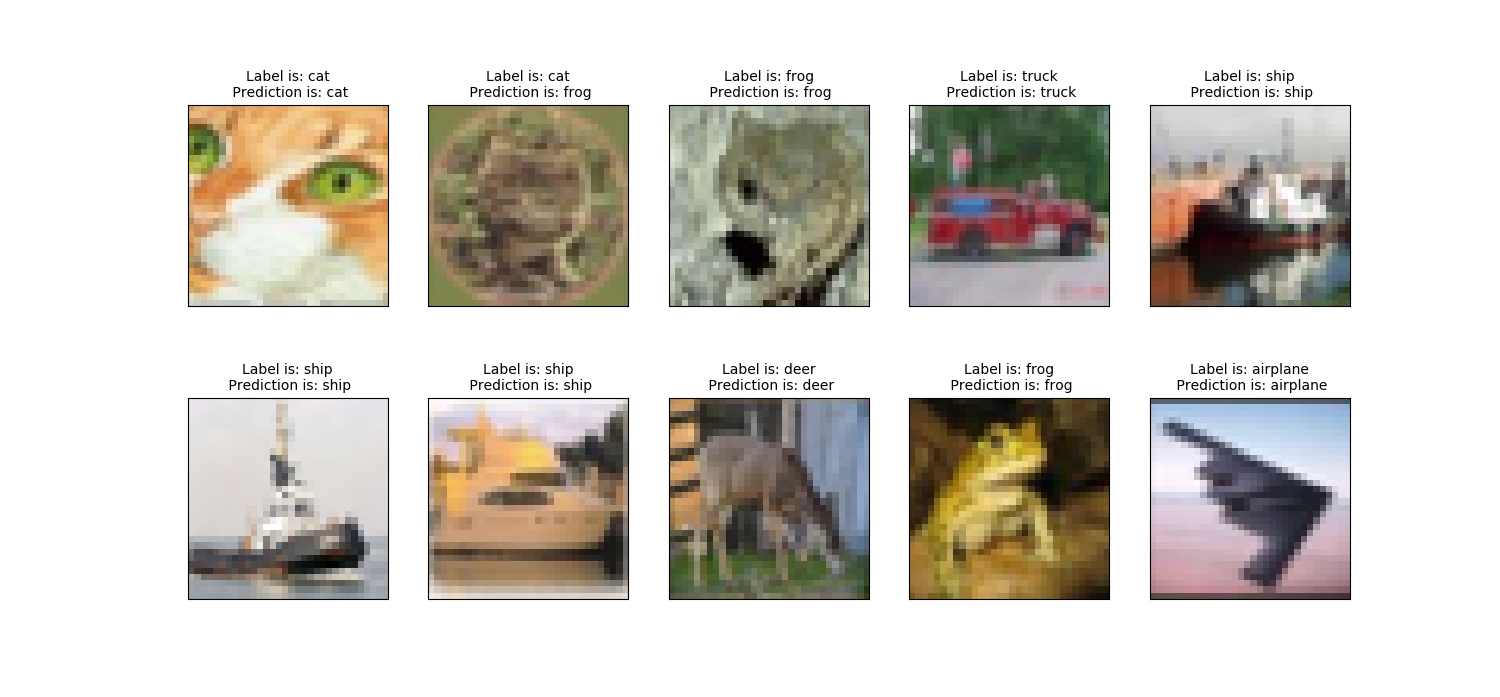 Label is: cat
Prediction is: cat
Label is: cat
Prediction is: frog
Label is: frog
Prediction is: frog
Label is: truck
Prediction is: truck
Label is: ship
Prediction is: ship
Label is: ship
Prediction is: ship
Label is: ship
Prediction is: ship
Label is: deer
Prediction is: deer
Label is: frog
Prediction is: frog
Label is: airplane
Prediction is: airplane